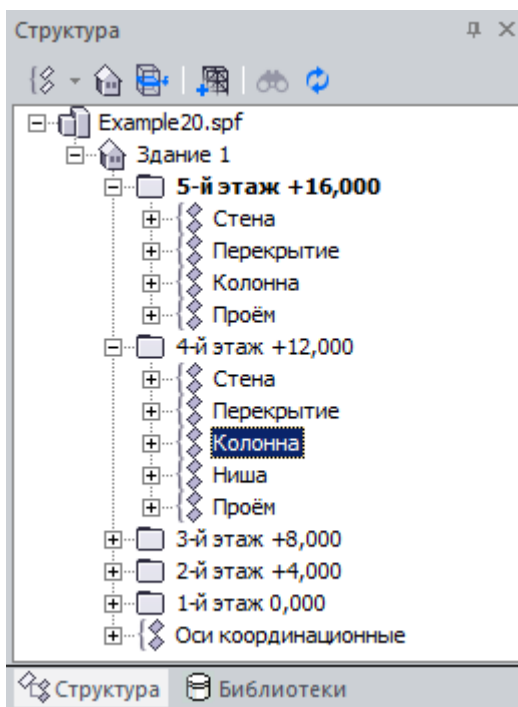 Структура
Example20.spf
Здание 1
5-й этаж +16,000
Стена
Перекрытие
Колонна
Проём
4-й этаж +12,000
Стена
Перекрытие
Колонна
Ниша
Проём
3-й этаж +8,000
2-й этаж +4,000
1-й этаж 0,000
Оси координационные
Структура Библиотеки